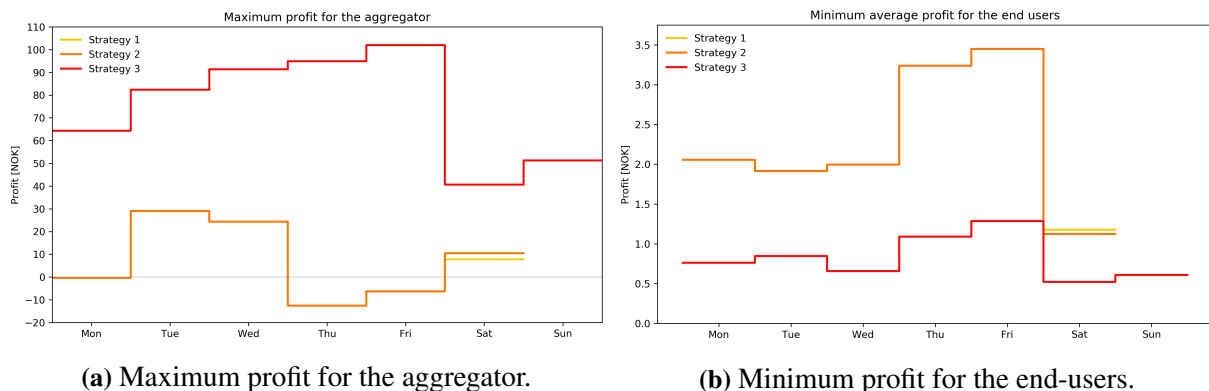 Maximum profit for the aggregator
Profit [NOK]
110
100
90
80
70
60
50
40
30
20
10
0
−10
−20
Strategy 1
Strategy 2
Strategy 3
Mon Tue Wed Thu Fri Sat Sun
(a) Maximum profit for the aggregator.
Minimum average profit for the end users
Profit [NOK]
3.5
3.0
2.5
2.0
1.5
1.0
0.5
0.0
Strategy 1
Strategy 2
Strategy 3
Mon Tue Wed Thu Fri Sat Sun
(b) Minimum profit for the end-users.